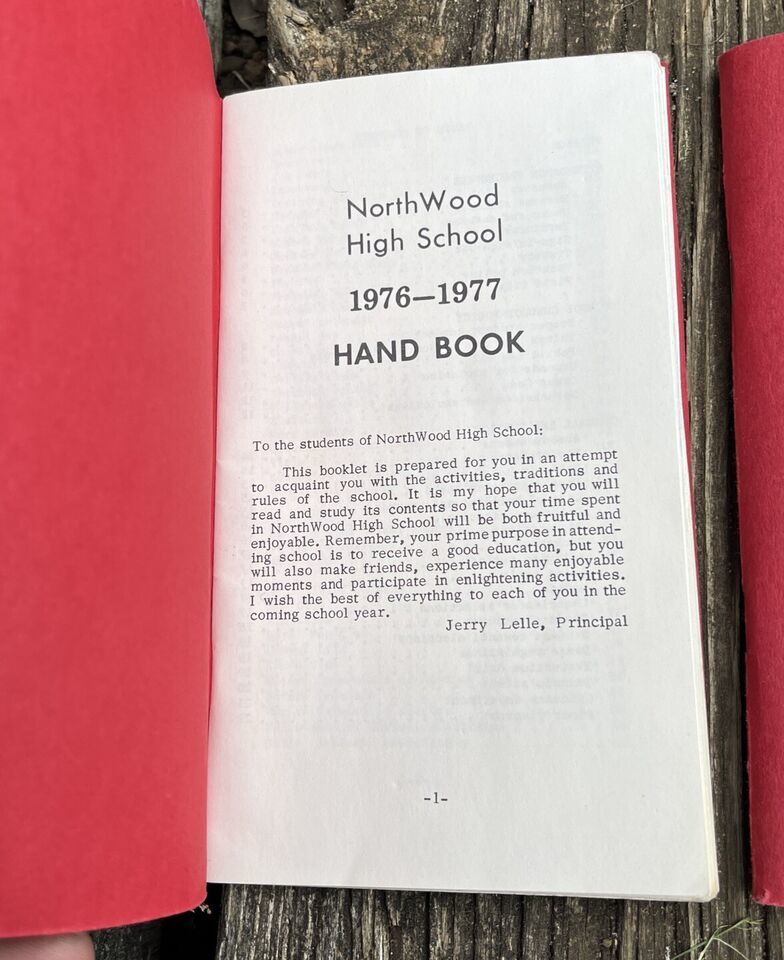 NorthWood
High School
1976—1977
HAND BOOK
To the students of NorthWood High School:
This booklet is prepared for you in an attempt
to acquaint you with the activities, traditions and
rules of the school. It is my hope that you will
read and study its contents so that your time spent
in NorthWood High School will be both fruitful and
enjoyable. Remember, your prime purpose in attend-
ing school is to receive a good education, but you
will also make friends, experience many enjoyable
moments and participate in enlightening activities.
I wish the best of everything to each of you in the
coming school year.
Jerry Lelle, Principal
-1-